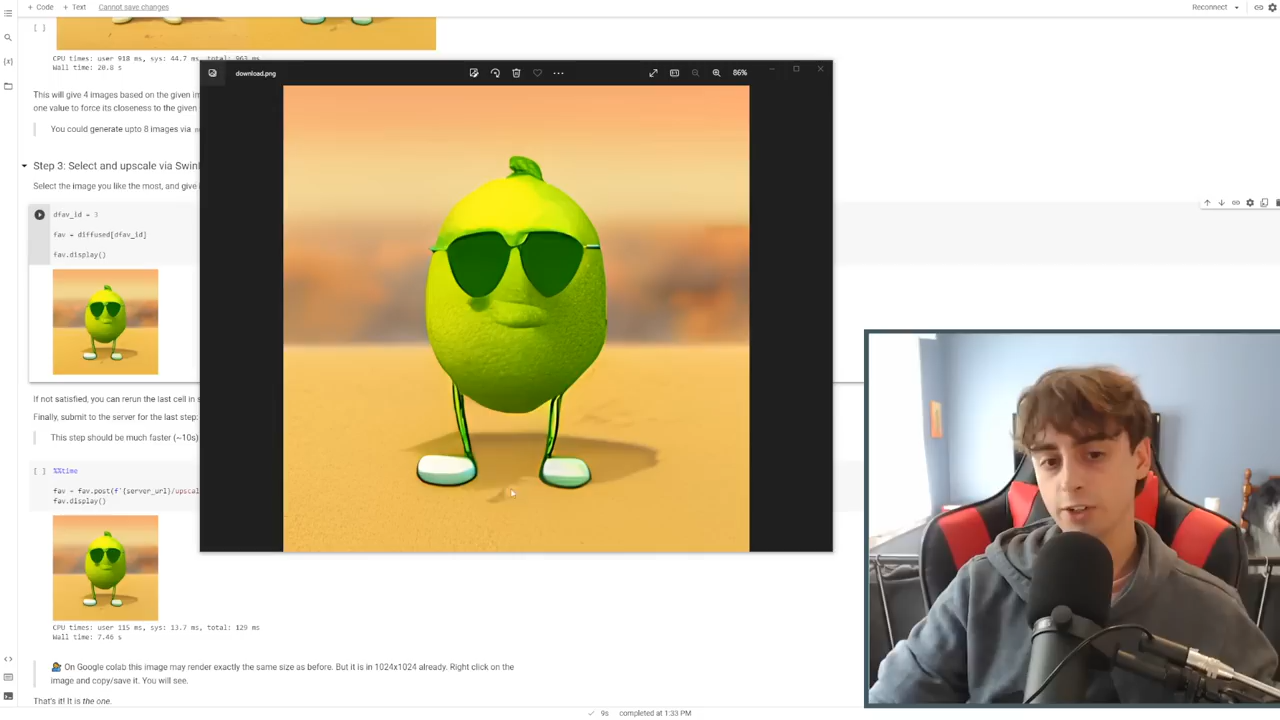 + Code + Text Cannot save changes
Reconnect
[ ]
CPU times: user 918 ms, sys: 44.7 ms, total: 963 ms
Wall time: 20.8 s
download.png
86%
{x}
This will give 4 images based on the given im
one value to force its closeness to the given
You could generate upto 8 images via
Step 3: Select and upscale via Swin
Select the image you like the most, and give i
dfav_id = 3
fav = diffused[dfav_id]
fav.display()
If not satisfied, you can rerun the last cell in s
Finally, submit to the server for the last step:
This step should be much faster (~10s)
[ ] %%time
fav = fav.post(f'{server_url}/upscal
fav.display()
CPU times: user 115 ms, sys: 13.7 ms, total: 129 ms
Wall time: 7.46 s
On Google colab this image may render exactly the same size as before. But it is in 1024x1024 already. Right click on the
image and copy/save it. You will see.
That's it! It is the one.
9s completed at 1:33 PM